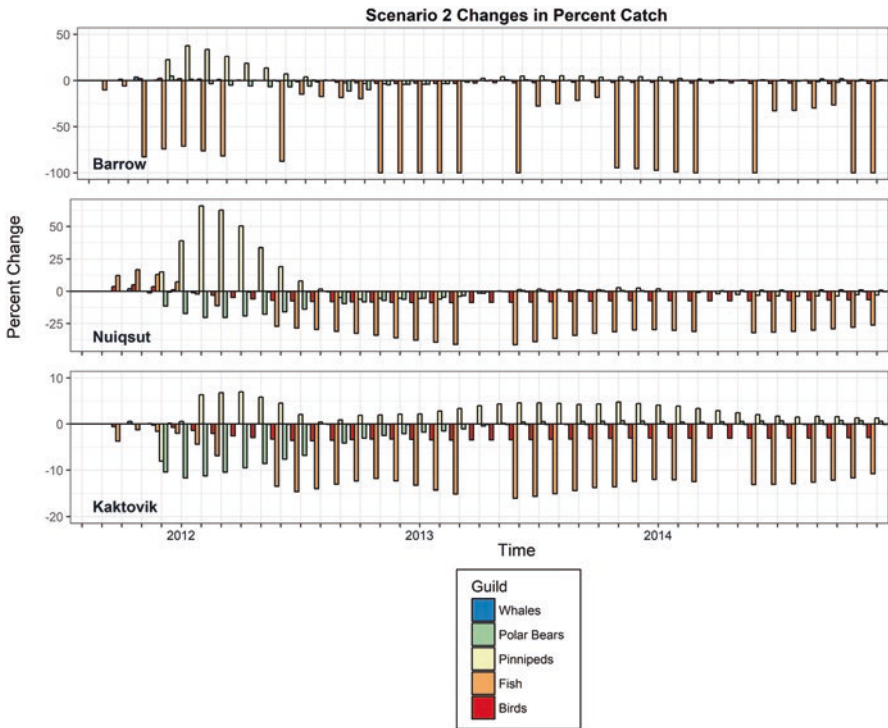 Scenario 2 Changes in Percent Catch
50
0
-50
-100
Barrow
50
25
0
-25
Nuiqsut
10
0
-10
-20
Kaktovik
Percent Change
2012
2013
2014
Time
Guild
Whales
Polar Bears
Pinnipeds
Fish
Birds